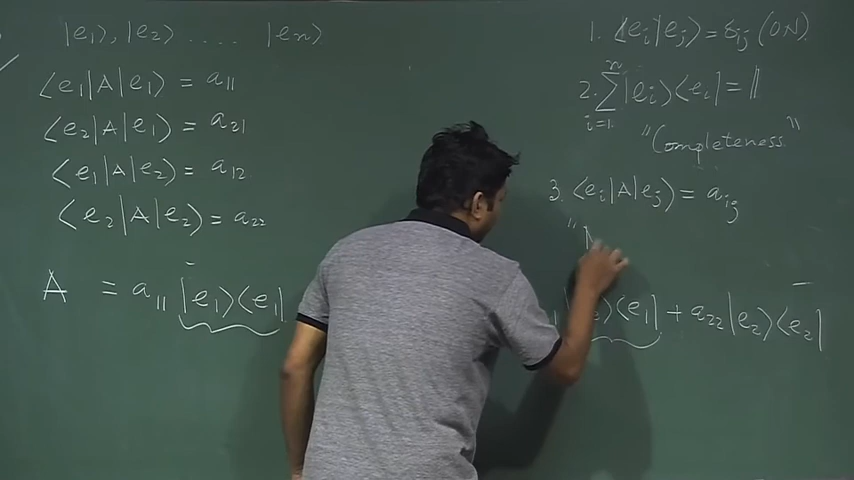 |e₁⟩, |e₂⟩ .... |eₙ⟩
⟨e₁|A|e₁⟩ = a₁₁
⟨e₂|A|e₁⟩ = a₂₁
⟨e₁|A|e₂⟩ = a₁₂
⟨e₂|A|e₂⟩ = a₂₂
A = a₁₁ |e₁⟩⟨e₁|
⟩⟨e₁| + a₂₂|e₂⟩⟨e₂|
1. ⟨eᵢ|eⱼ⟩ = δᵢⱼ (ON)
2. ∑ⁿᵢ₌₁ |eᵢ⟩⟨eᵢ| = 𝟙
"Completeness"
3. ⟨eᵢ|A|eⱼ⟩ = aᵢⱼ